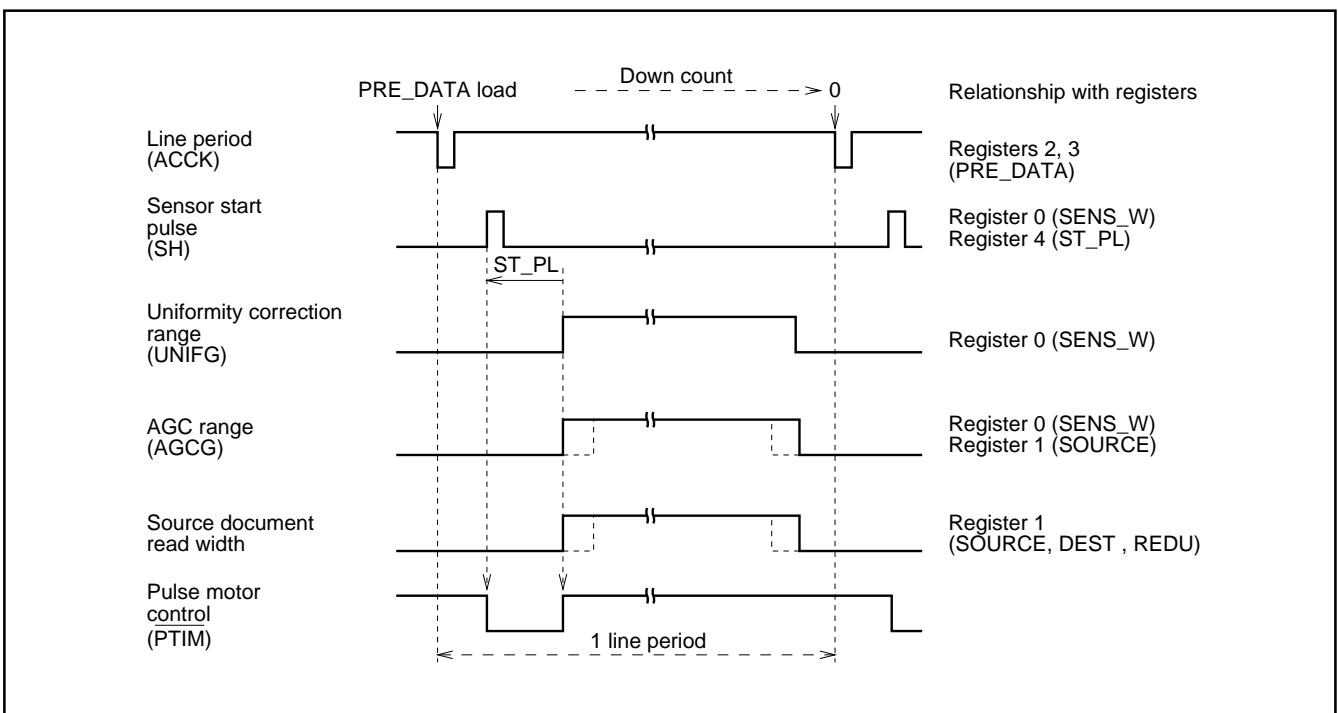 Down count
PRE_DATA load
0
Relationship with registers
Line period
(ACCK)
Registers 2, 3
(PRE_DATA)
Sensor start
pulse
(SH)
Register 0 (SENS_W)
Register 4 (ST_PL)
ST_PL
Uniformity correction
range
(UNIFG)
Register 0 (SENS_W)
AGC range
(AGCG)
Register 0 (SENS_W)
Register 1 (SOURCE)
Source document
read width
Register 1
(SOURCE, DEST , REDU)
Pulse motor
control
(PTIM)
1 line period